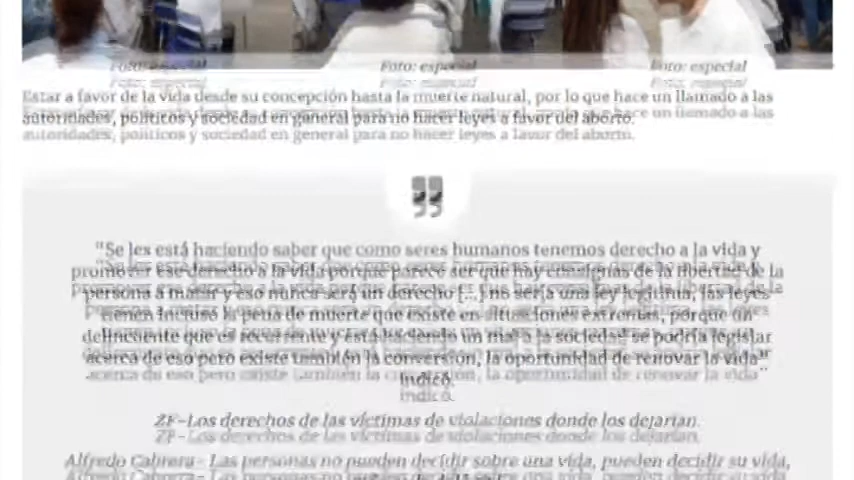 Foto: especial
Foto: especial
Foto: especial
Estar a favor de la vida desde su concepción hasta la muerte natural, por lo que hace un llamado a las
autoridades, políticos y sociedad en general para no hacer leyes a favor del aborto.
"Se les está haciendo saber que como seres humanos tenemos derecho a la vida y
promover ese derecho a la vida porque parece ser que hay consignas de la libertad de la
persona a matar y eso nunca será un derecho [...] no sería una ley legítima, las leyes
tienen incluso la pena de muerte que existe en situaciones extremas, porque un
delincuente que es recurrente y está haciendo un mal a la sociedad se podría legislar
acerca de eso pero existe también la conversión, la oportunidad de renovar la vida"
indicó.
ZF-Los derechos de las víctimas de violaciones donde los dejarían.
Alfredo Cabrera- Las personas no pueden decidir sobre una vida, pueden decidir su vida,